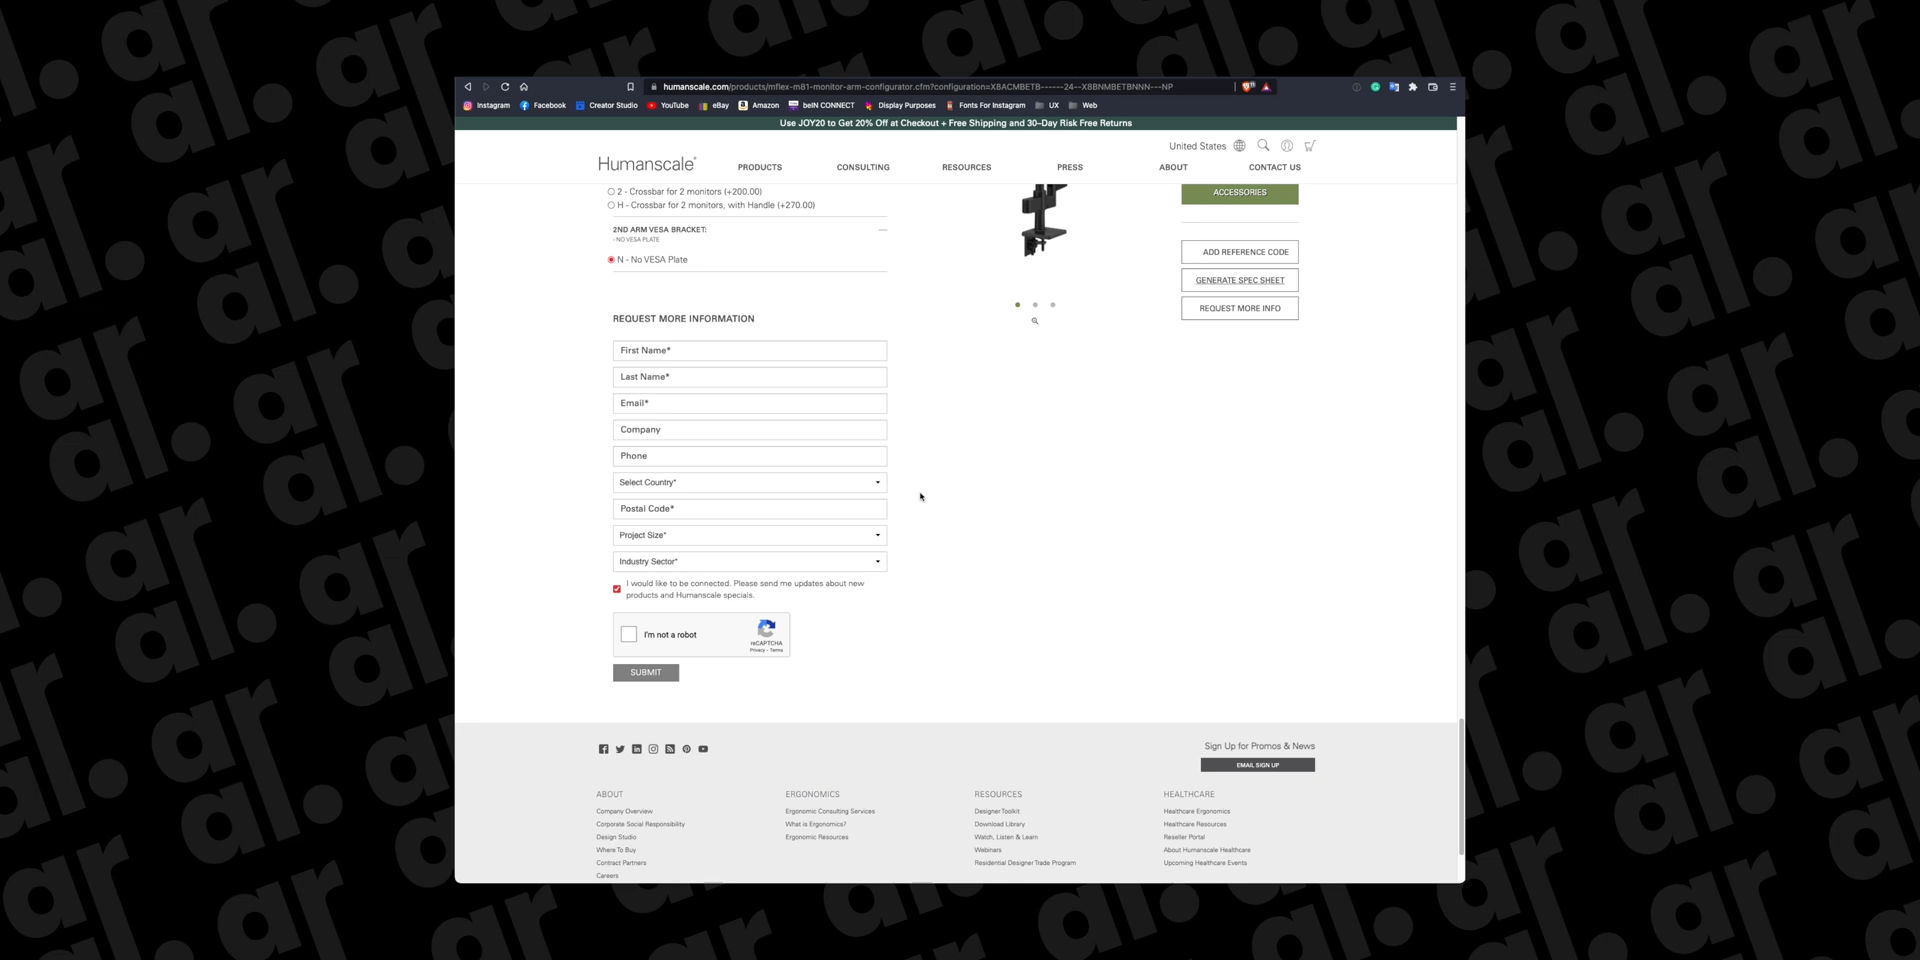 humanscale.com/products/mflex-m81-monitor-arm-configurator.cfm?configuration=X8ACMBETB------24--X8BNMBETBNNN---NP
Instagram Facebook Creator Studio YouTube eBay Amazon beIN CONNECT Display Purposes Fonts For Instagram UX Web
Use JOY20 to Get 20% Off at Checkout + Free Shipping and 30-Day Risk Free Returns
United States
Humanscale®
PRODUCTS CONSULTING RESOURCES PRESS ABOUT CONTACT US
2 - Crossbar for 2 monitors (+200.00)
H - Crossbar for 2 monitors, with Handle (+270.00)
2ND ARM VESA BRACKET:
- NO VESA PLATE
N - No VESA Plate
ACCESSORIES
ADD REFERENCE CODE
GENERATE SPEC SHEET
REQUEST MORE INFO
REQUEST MORE INFORMATION
First Name*
Last Name*
Email*
Company
Phone
Select Country*
Postal Code*
Project Size*
Industry Sector*
I would like to be connected. Please send me updates about new
products and Humanscale specials.
I'm not a robot
reCAPTCHA
Privacy - Terms
SUBMIT
Sign Up for Promos & News
EMAIL SIGN UP
ABOUT
Company Overview
Corporate Social Responsibility
Design Studio
Where To Buy
Contract Partners
Careers
ERGONOMICS
Ergonomic Consulting Services
What is Ergonomics?
Ergonomic Resources
RESOURCES
Designer Toolkit
Download Library
Watch, Listen & Learn
Webinars
Residential Designer Trade Program
HEALTHCARE
Healthcare Ergonomics
Healthcare Resources
Reseller Portal
About Humanscale Healthcare
Upcoming Healthcare Events